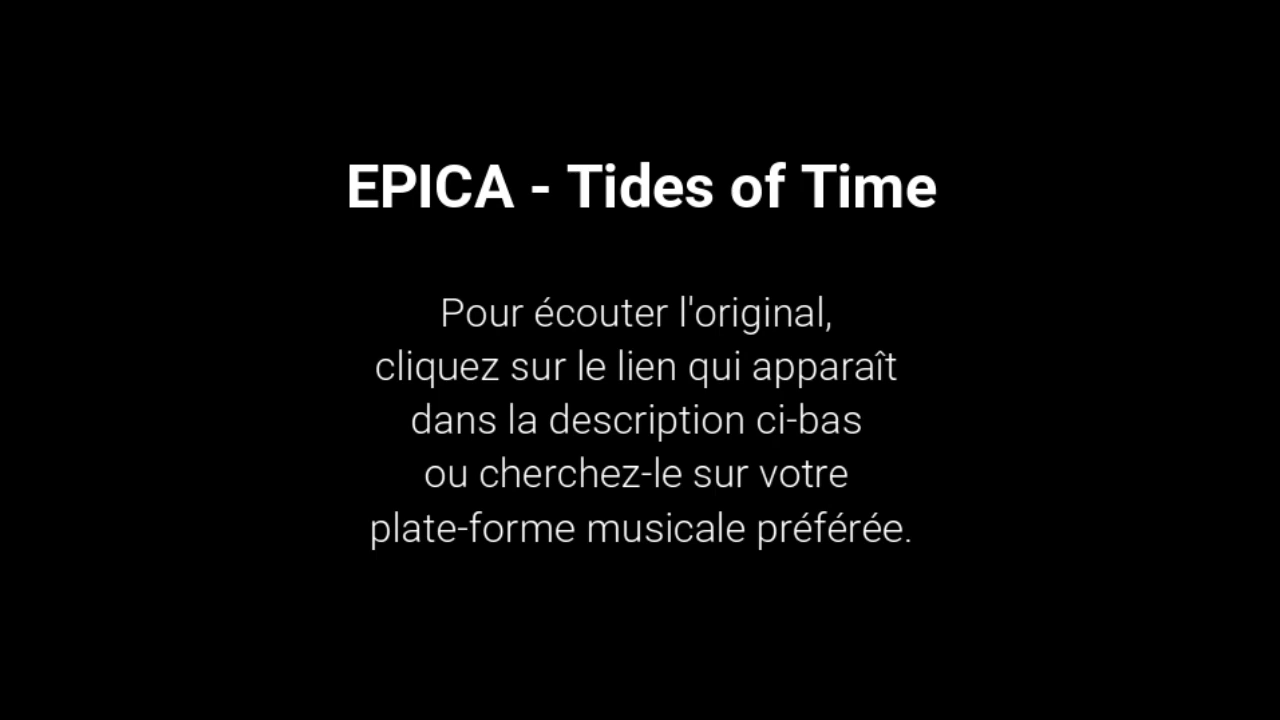 EPICA - Tides of Time
Pour écouter l'original,
cliquez sur le lien qui apparaît
dans la description ci-bas
ou cherchez-le sur votre
plate-forme musicale préférée.